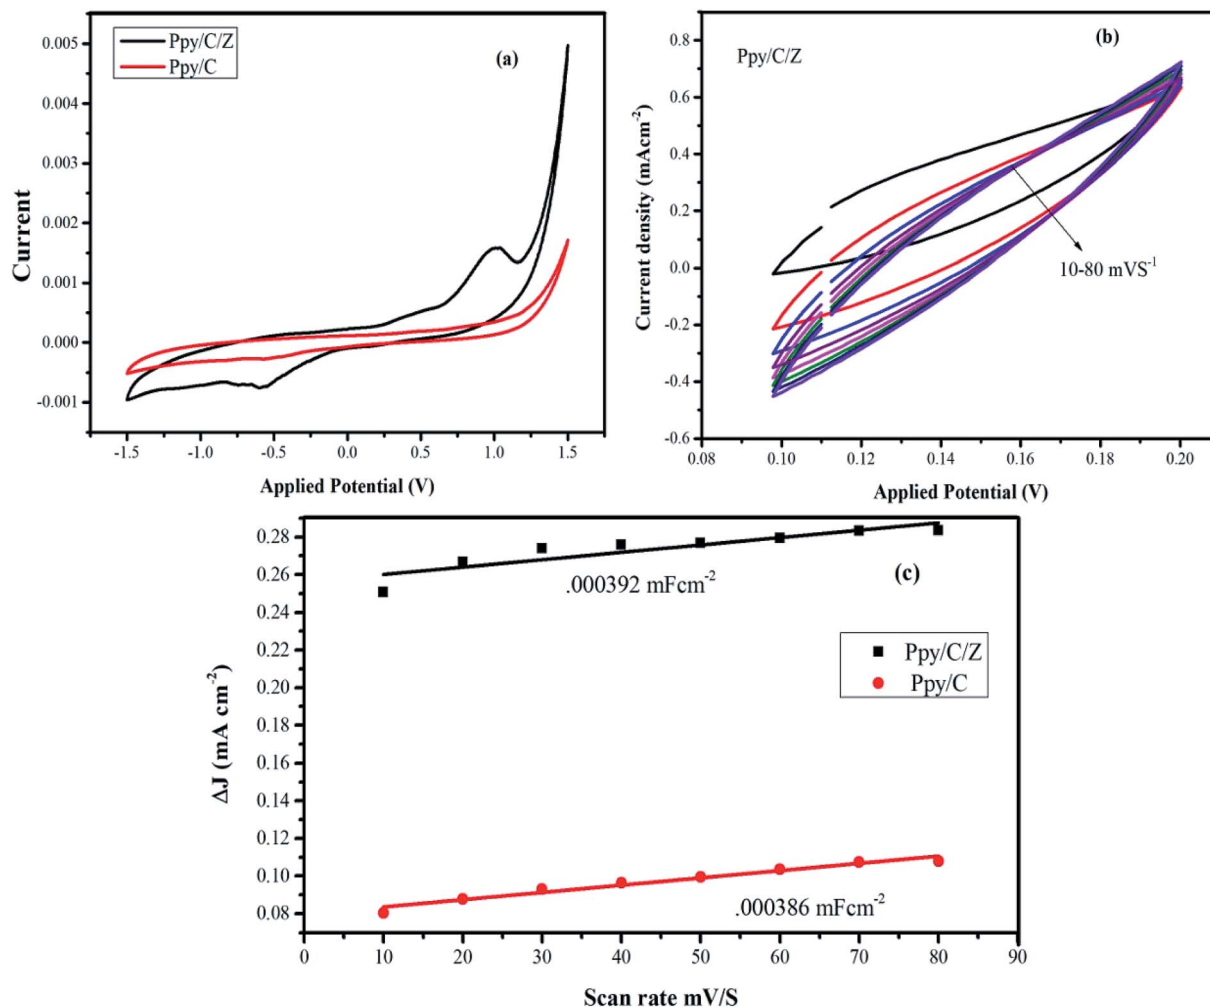 Ppy/C/Z
Ppy/C
(a)
0.005
0.004
0.003
0.002
0.001
0.000
-0.001
Current
-1.5 -1.0 -0.5 0.0 0.5 1.0 1.5
Applied Potential (V)
Ppy/C/Z
(b)
0.8
0.6
0.4
0.2
0.0
-0.2
-0.4
-0.6
Current density (mAcm-2)
10-80 mVS-1
0.08 0.10 0.12 0.14 0.16 0.18 0.20
Applied Potential (V)
0.28
0.26
0.24
0.22
0.20
0.18
0.16
0.14
0.12
0.10
0.08
ΔJ (mA cm-2)
.000392 mFcm-2
(c)
Ppy/C/Z
Ppy/C
.000386 mFcm-2
0 10 20 30 40 50 60 70 80 90
Scan rate mV/S